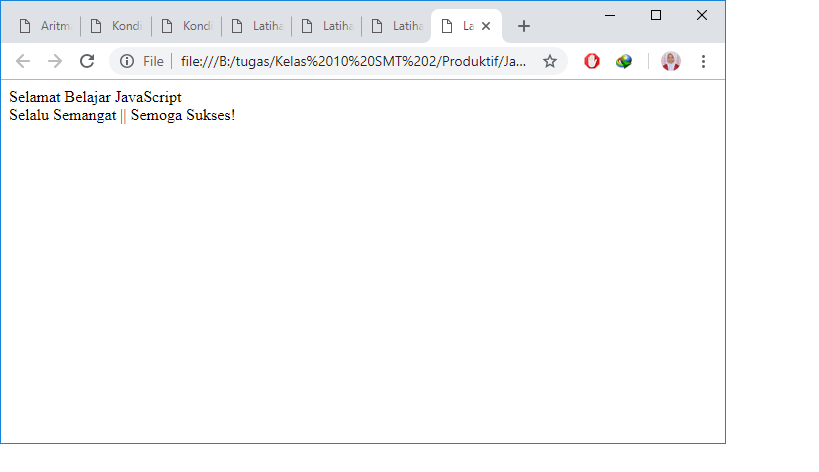 Aritm
Kondi
Kondi
Latiha
Latiha
Latiha
La
File
file:///B:/tugas/Kelas%2010%20SMT%202/Produktif/Ja...
Selamat Belajar JavaScript
Selalu Semangat || Semoga Sukses!